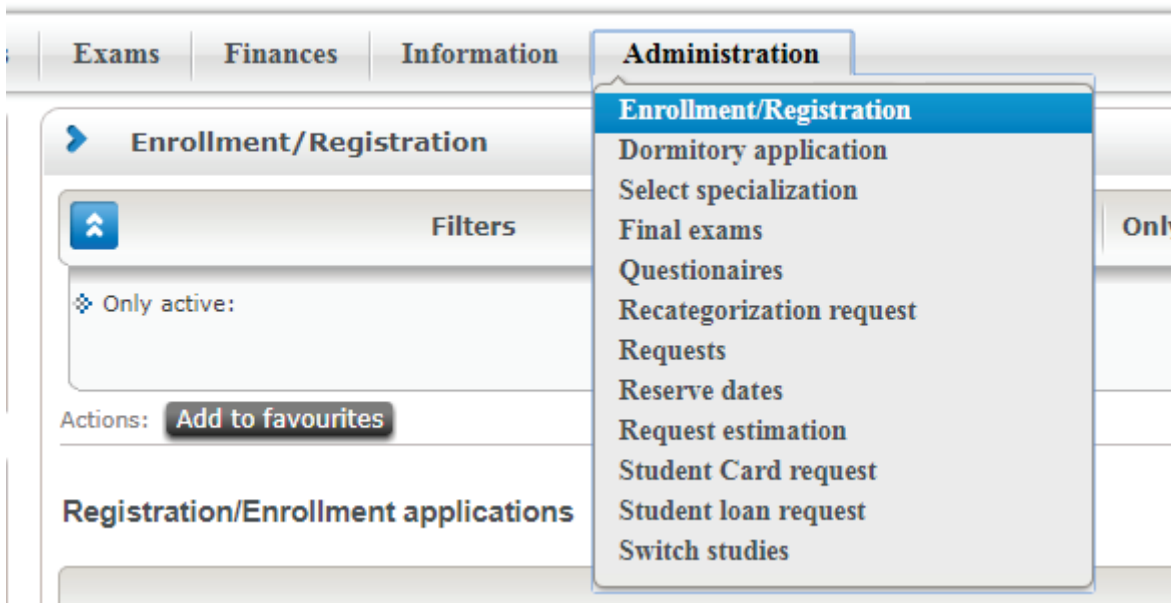 Exams Finances Information Administration
Enrollment/Registration
Filters
Only active:
Actions: Add to favourites
Registration/Enrollment applications
Enrollment/Registration
Dormitory application
Select specialization
Final exams
Questionaires
Recategorization request
Requests
Reserve dates
Request estimation
Student Card request
Student loan request
Switch studies